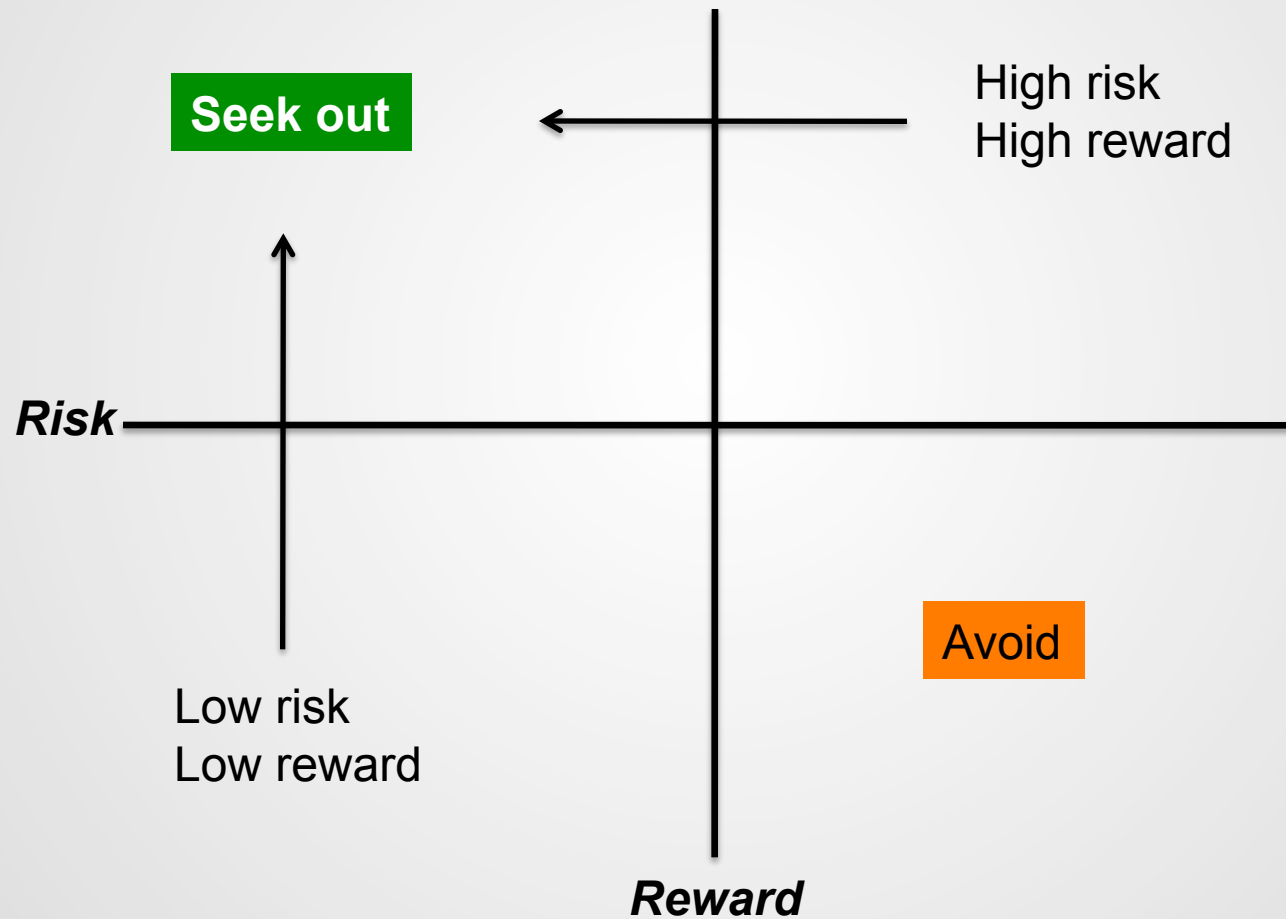 Seek out
High risk
High reward
Risk
Avoid
Low risk
Low reward
Reward